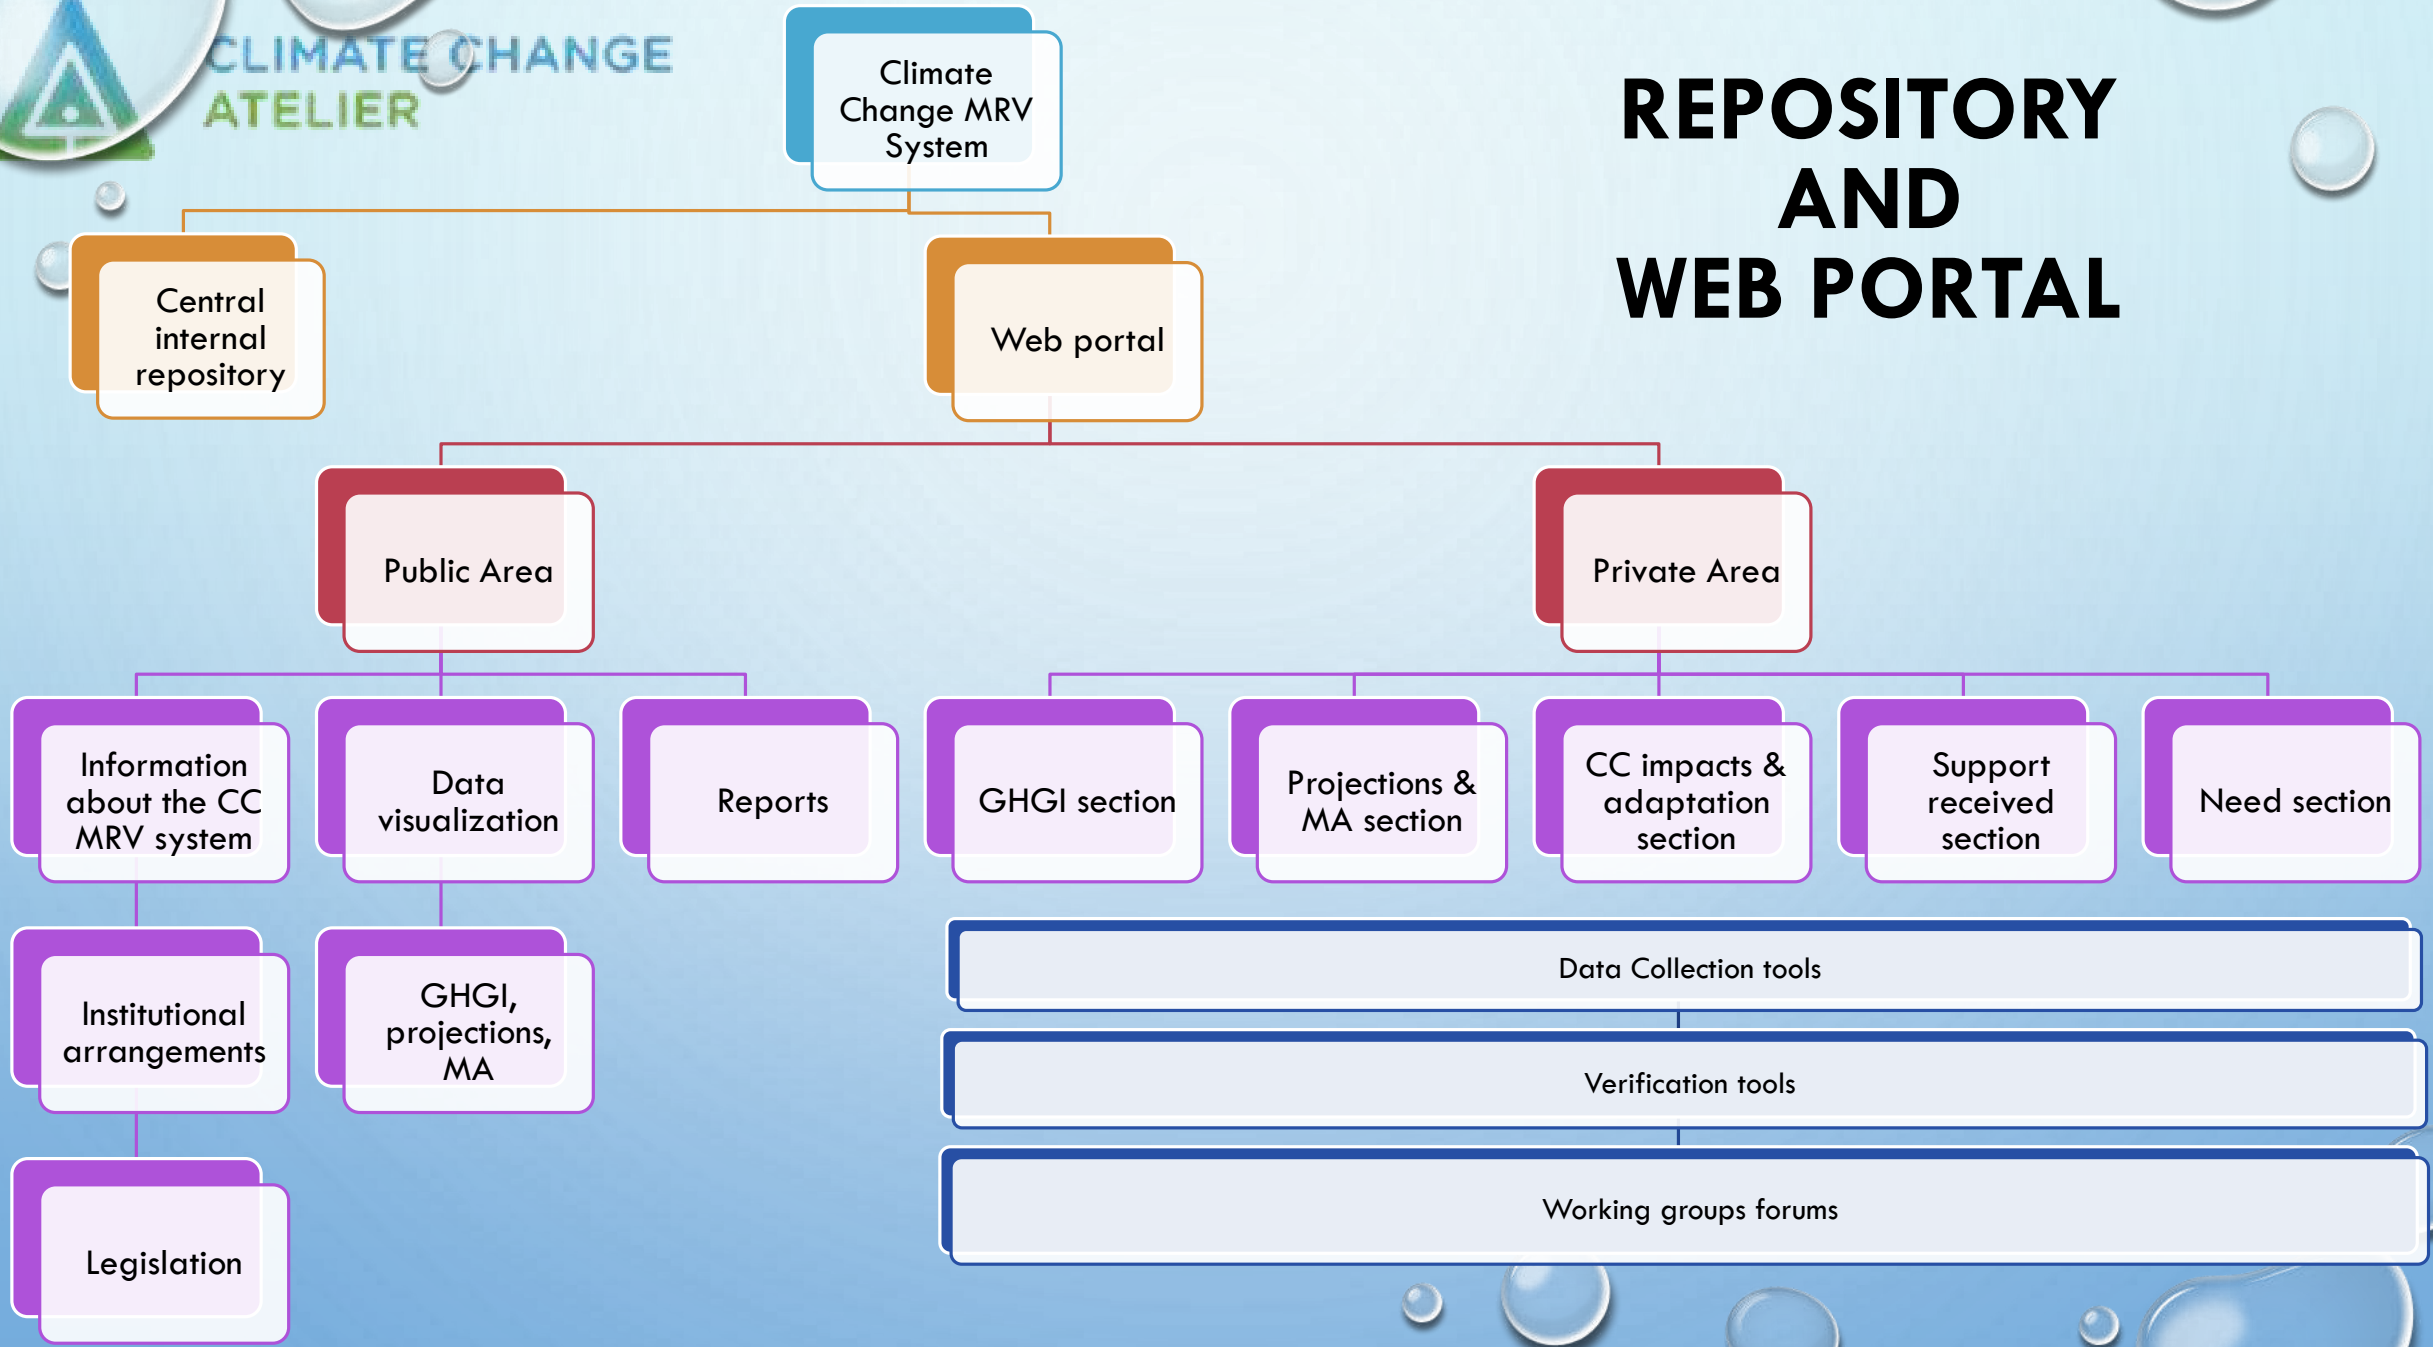 CLIMATE CHANGE
ATELIER
Climate
Change MRV
System
REPOSITORY
AND
WEB PORTAL
Central
internal
repository
Web portal
Public Area
Private Area
Information
about the CC
MRV system
Data
visualization
Reports
GHGI section
Projections &
MA section
CC impacts &
adaptation
section
Support
received
section
Need section
Institutional
arrangements
GHGI,
projections,
MA
Legislation
Data Collection tools
Verification tools
Working groups forums